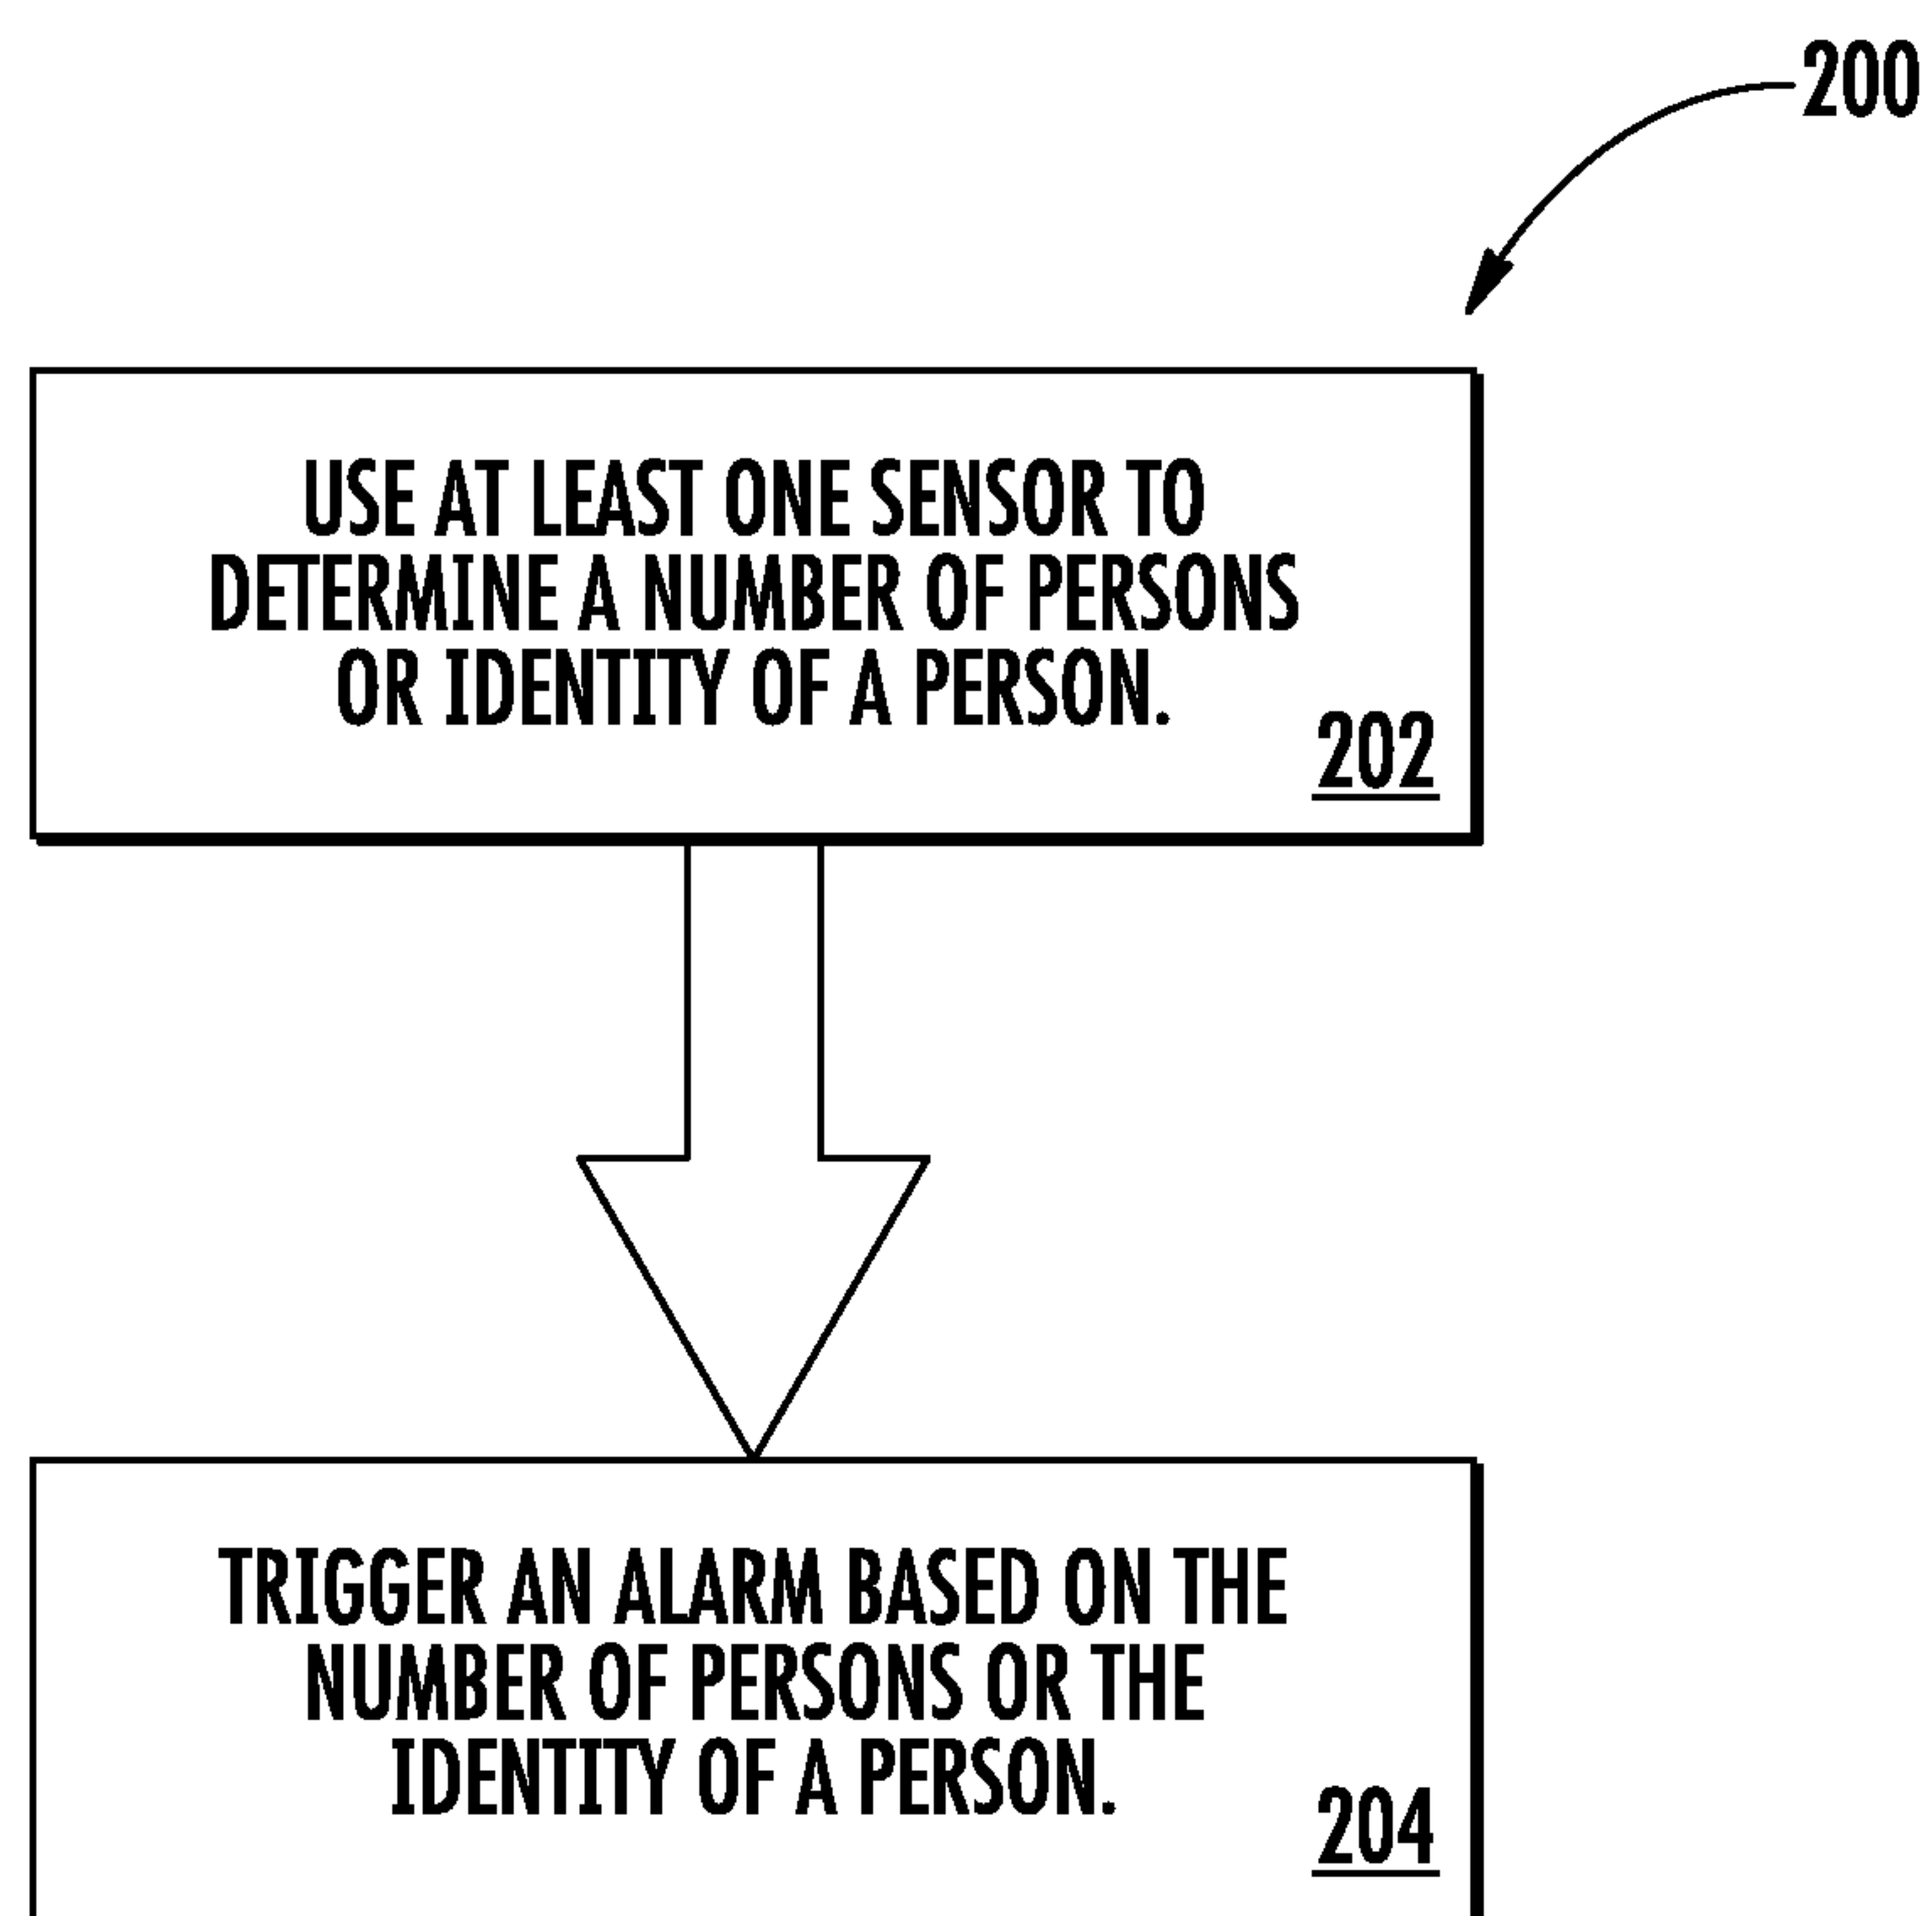 200
USE AT LEAST ONE SENSOR TO
DETERMINE A NUMBER OF PERSONS
OR IDENTITY OF A PERSON.
202
TRIGGER AN ALARM BASED ON THE
NUMBER OF PERSONS OR THE
IDENTITY OF A PERSON.
204